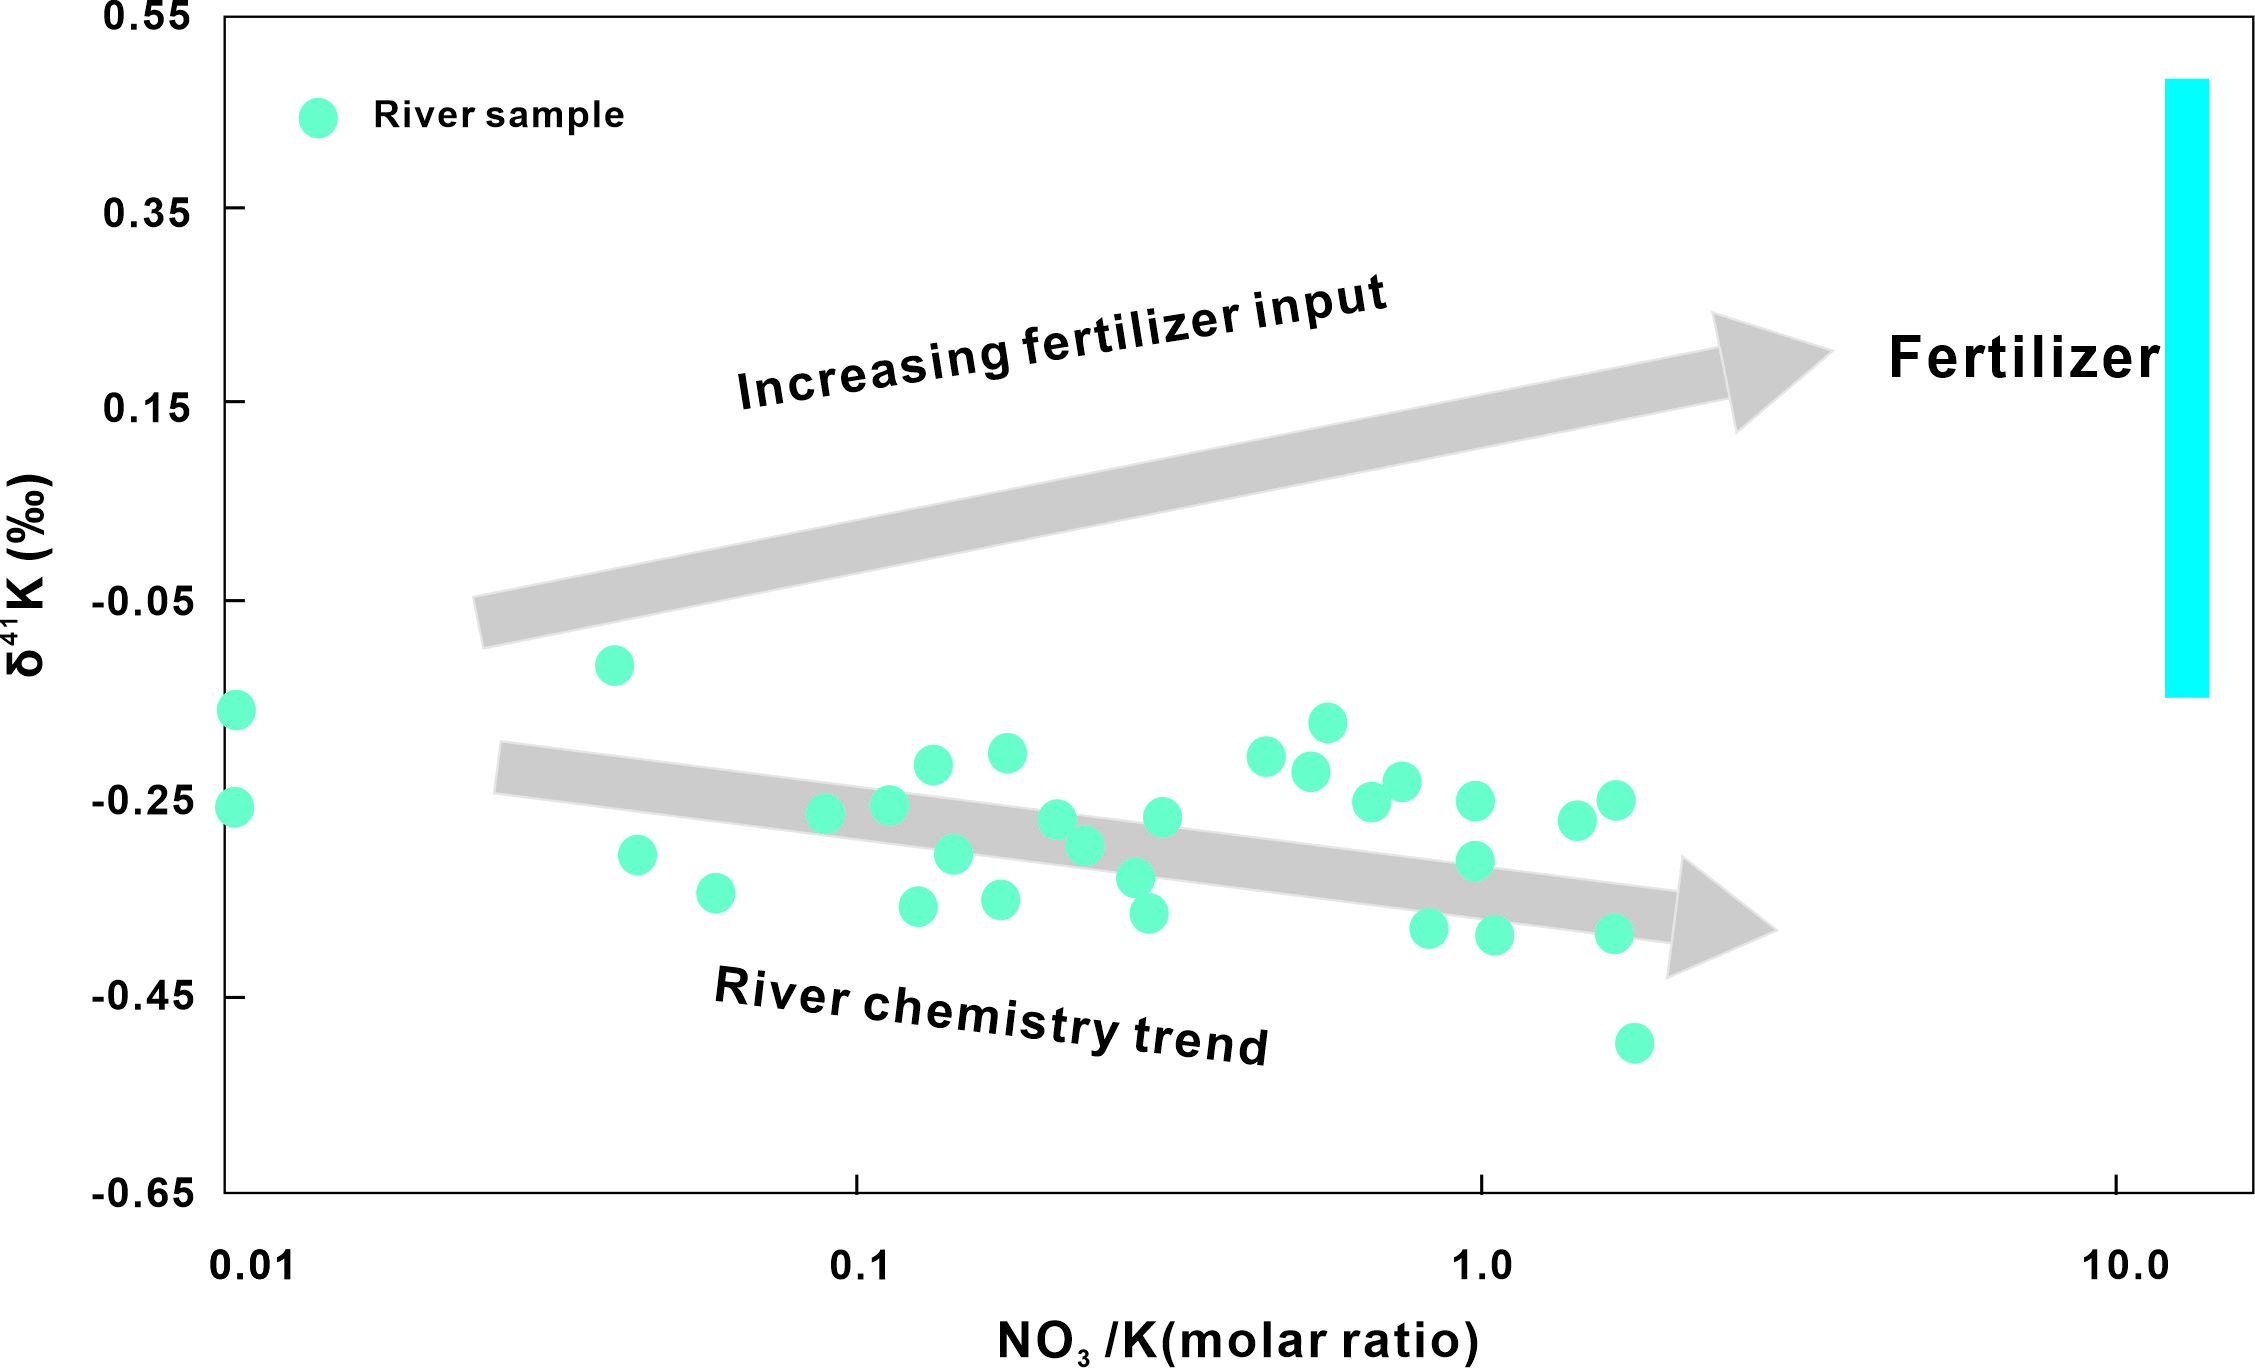 0.55
River sample
0.35
Increasing fertilizer input
Fertilizer
0.15
δ⁴¹K (‰)
-0.05
-0.25
-0.45
River chemistry trend
-0.65
0.01 0.1 1.0 10.0
NO₃ /K(molar ratio)